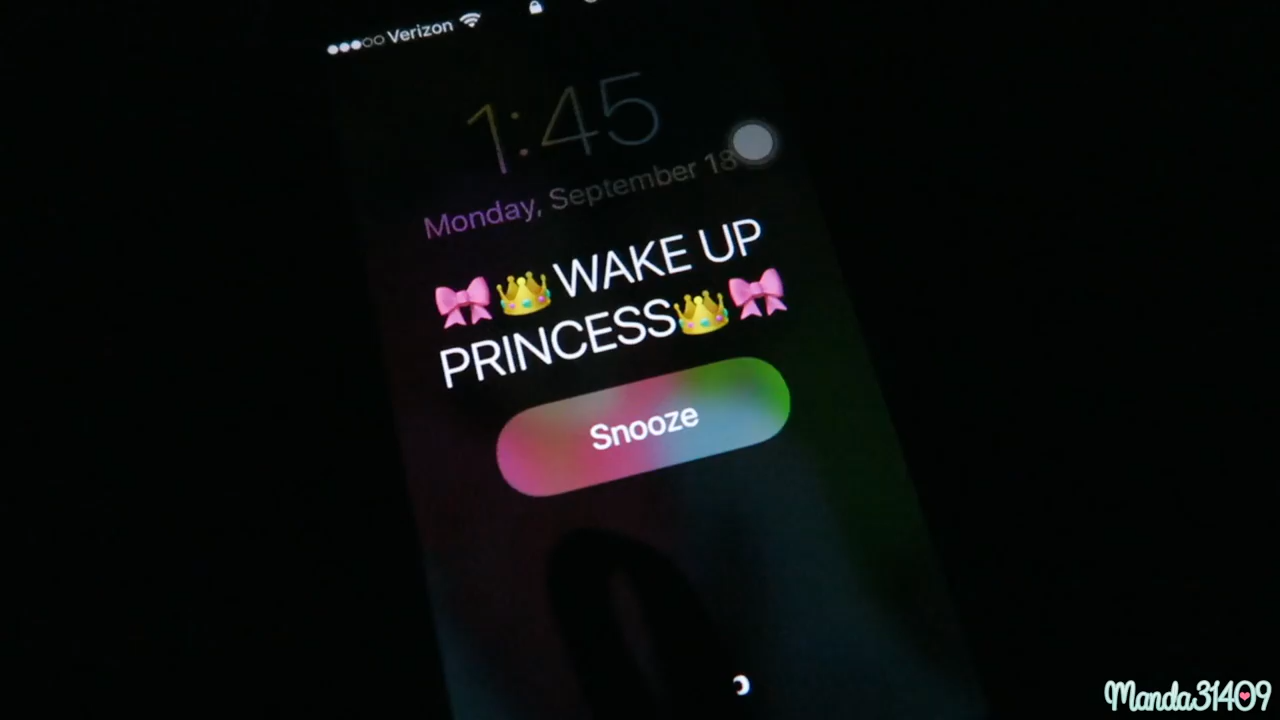 Verizon
1:45
Monday, September 18
🎀👑WAKE UP
PRINCESS👑🎀
Snooze
Manda31409